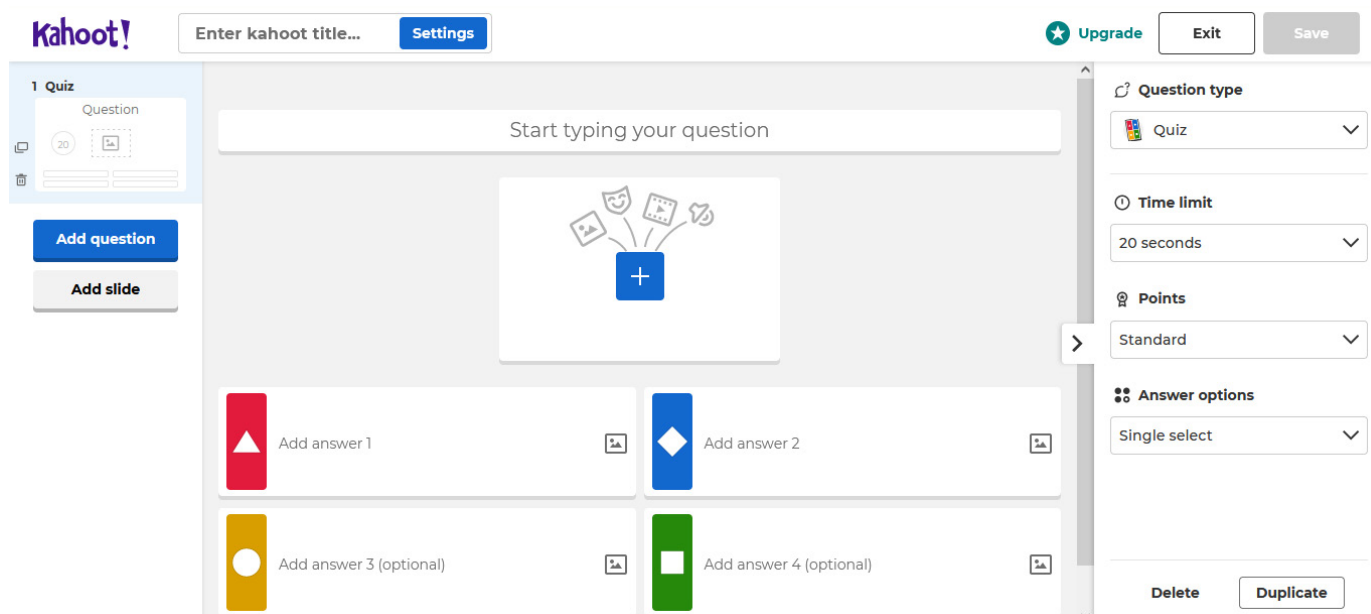 Kahoot!
Enter kahoot title...
Settings
Upgrade
Exit
Save
1 Quiz
Question
20
Add question
Add slide
Start typing your question
Add answer 1
Add answer 2
Add answer 3 (optional)
Add answer 4 (optional)
Question type
Quiz
Time limit
20 seconds
Points
Standard
Answer options
Single select
Delete
Duplicate